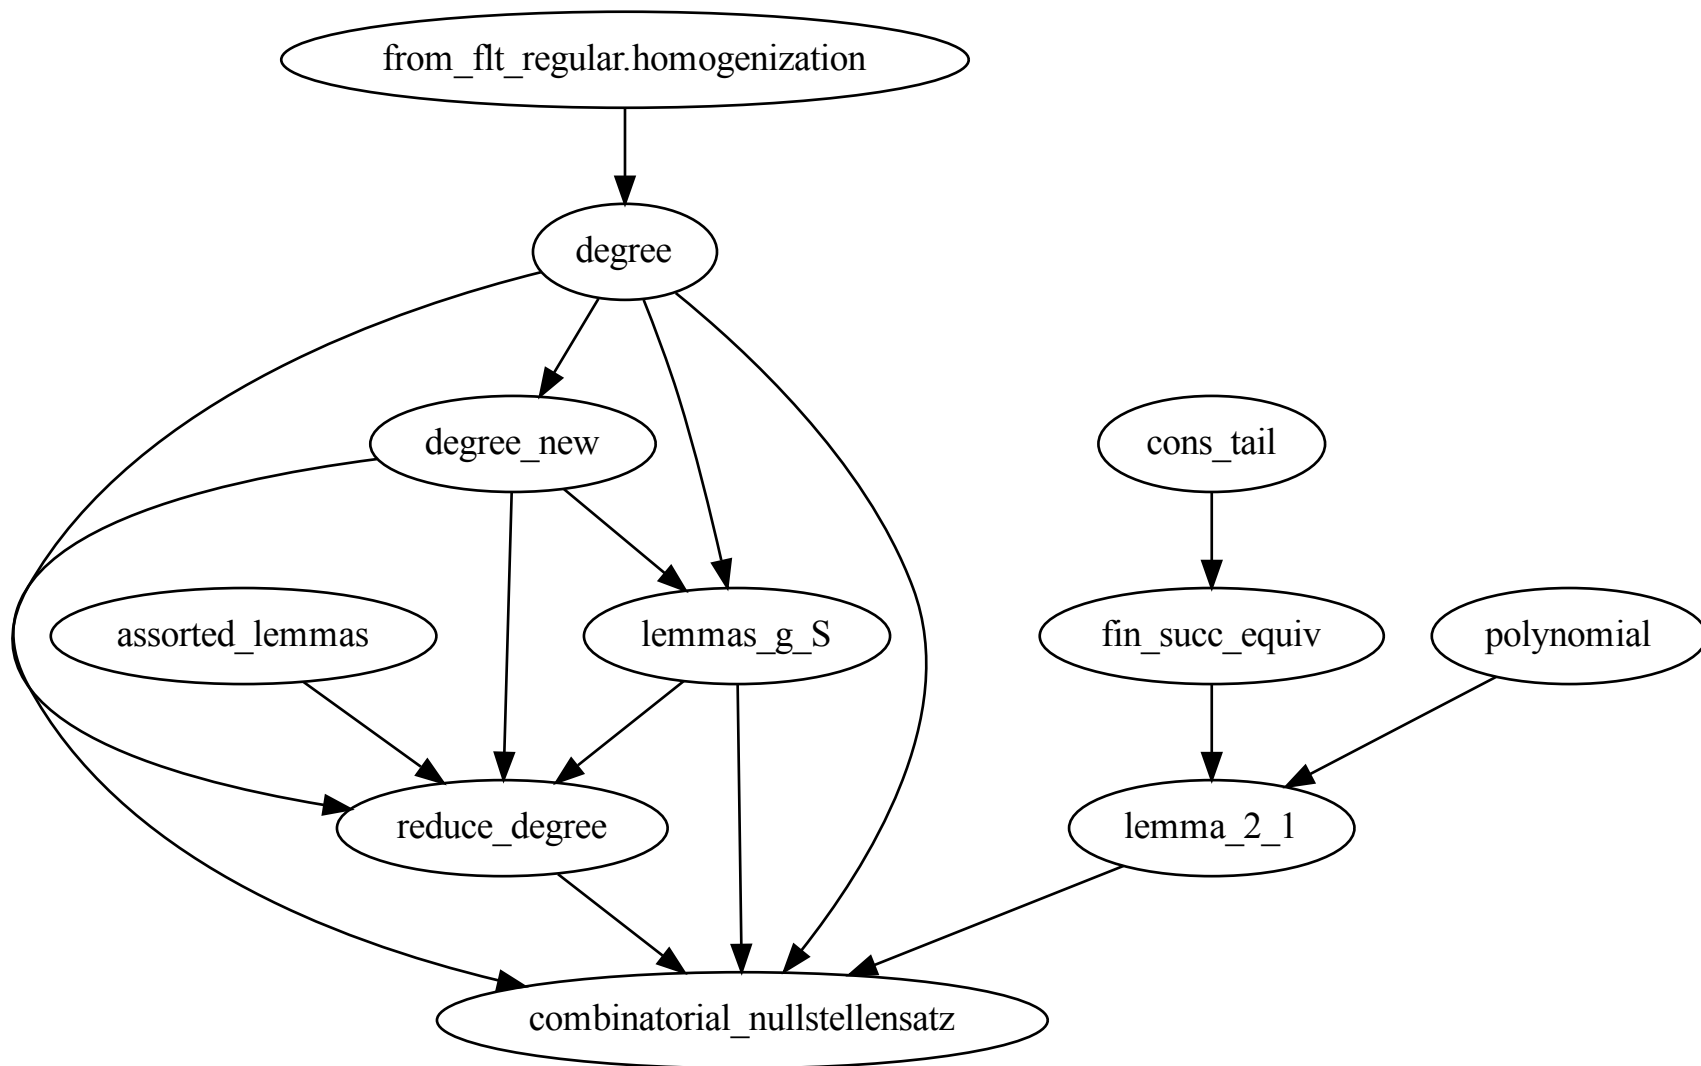 from_flt_regular.homogenization
degree
degree_new
cons_tail
assorted_lemmas
lemmas_g_S
fin_succ_equiv
polynomial
reduce_degree
lemma_2_1
combinatorial_nullstellensatz